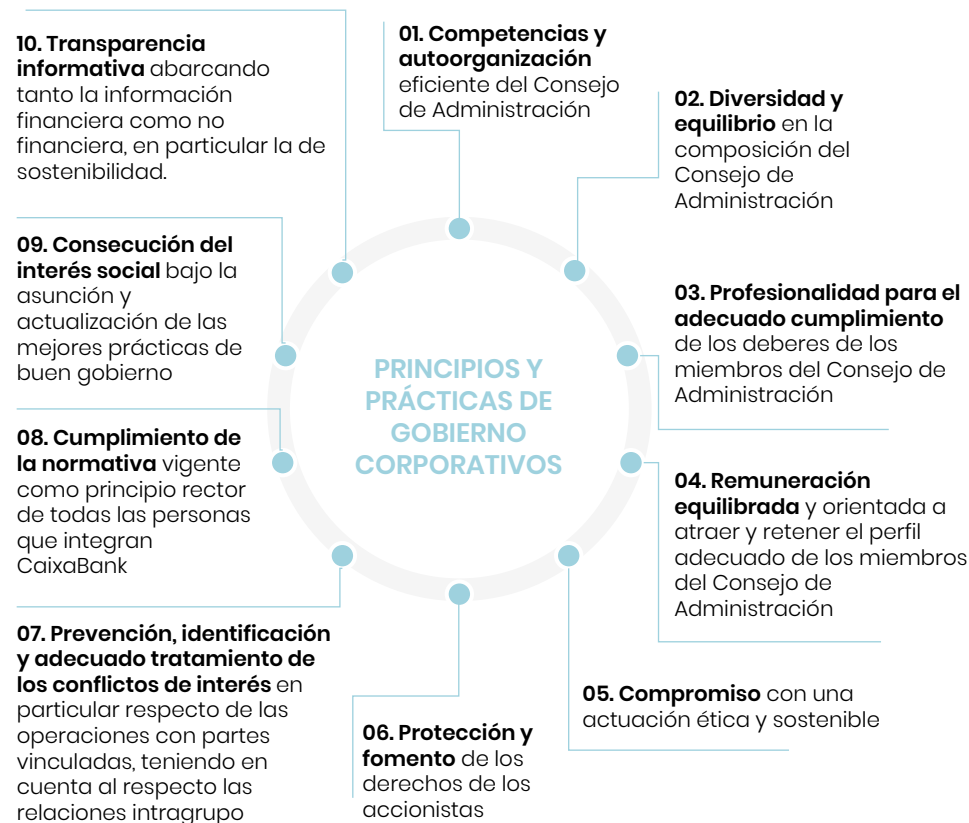 PRINCIPIOS Y
PRÁCTICAS DE
GOBIERNO
CORPORATIVOS
01. Competencias y
autoorganización
eficiente del Consejo
de Administración
02. Diversidad y
equilibrio en la
composición del
Consejo de
Administración
03. Profesionalidad para el
adecuado cumplimiento
de los deberes de los
miembros del Consejo de
Administración
04. Remuneración
equilibrada y orientada a
atraer y retener el perfil
adecuado de los miembros
del Consejo de
Administración
05. Compromiso con una
actuación ética y sostenible
06. Protección y
fomento de los
derechos de los
accionistas
07. Prevención, identificación
y adecuado tratamiento de
los conflictos de interés en
particular respecto de las
operaciones con partes
vinculadas, teniendo en
cuenta al respecto las
relaciones intragrupo
08. Cumplimiento de
la normativa vigente
como principio rector
de todas las personas
que integran
CaixaBank
09. Consecución del
interés social bajo la
asunción y
actualización de las
mejores prácticas de
buen gobierno
10. Transparencia
informativa abarcando
tanto la información
financiera como no
financiera, en particular la de
sostenibilidad.